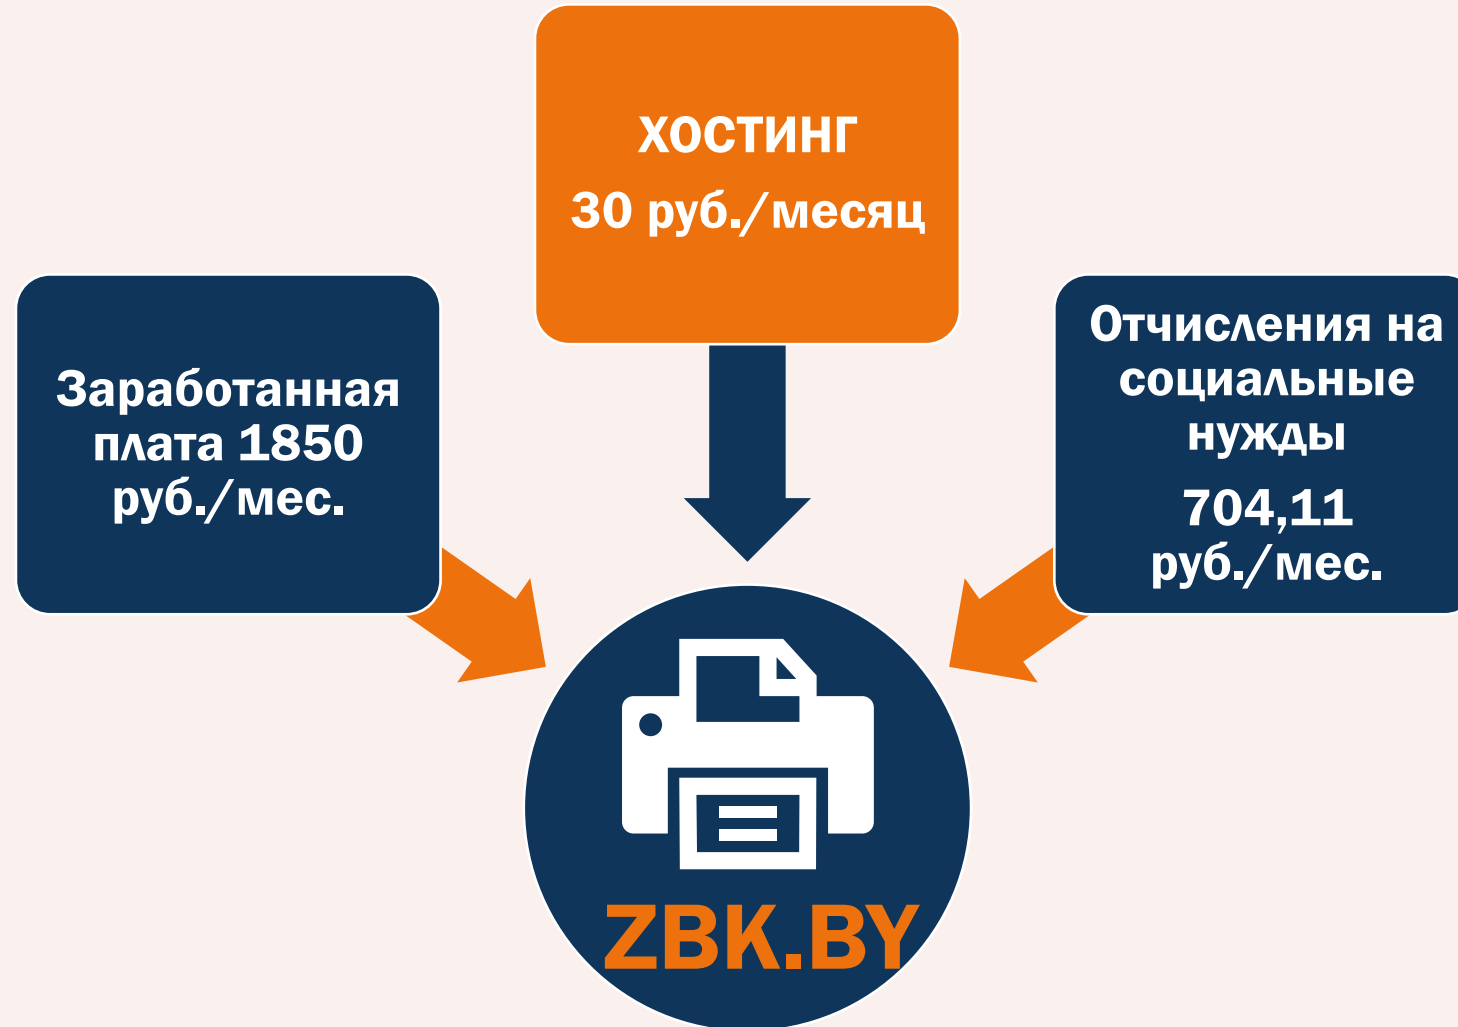 ХОСТИНГ
30 руб./месяц
Заработанная
плата 1850
руб./мес.
Отчисления на
социальные
нужды
704,11
руб./мес.
ZBK.BY